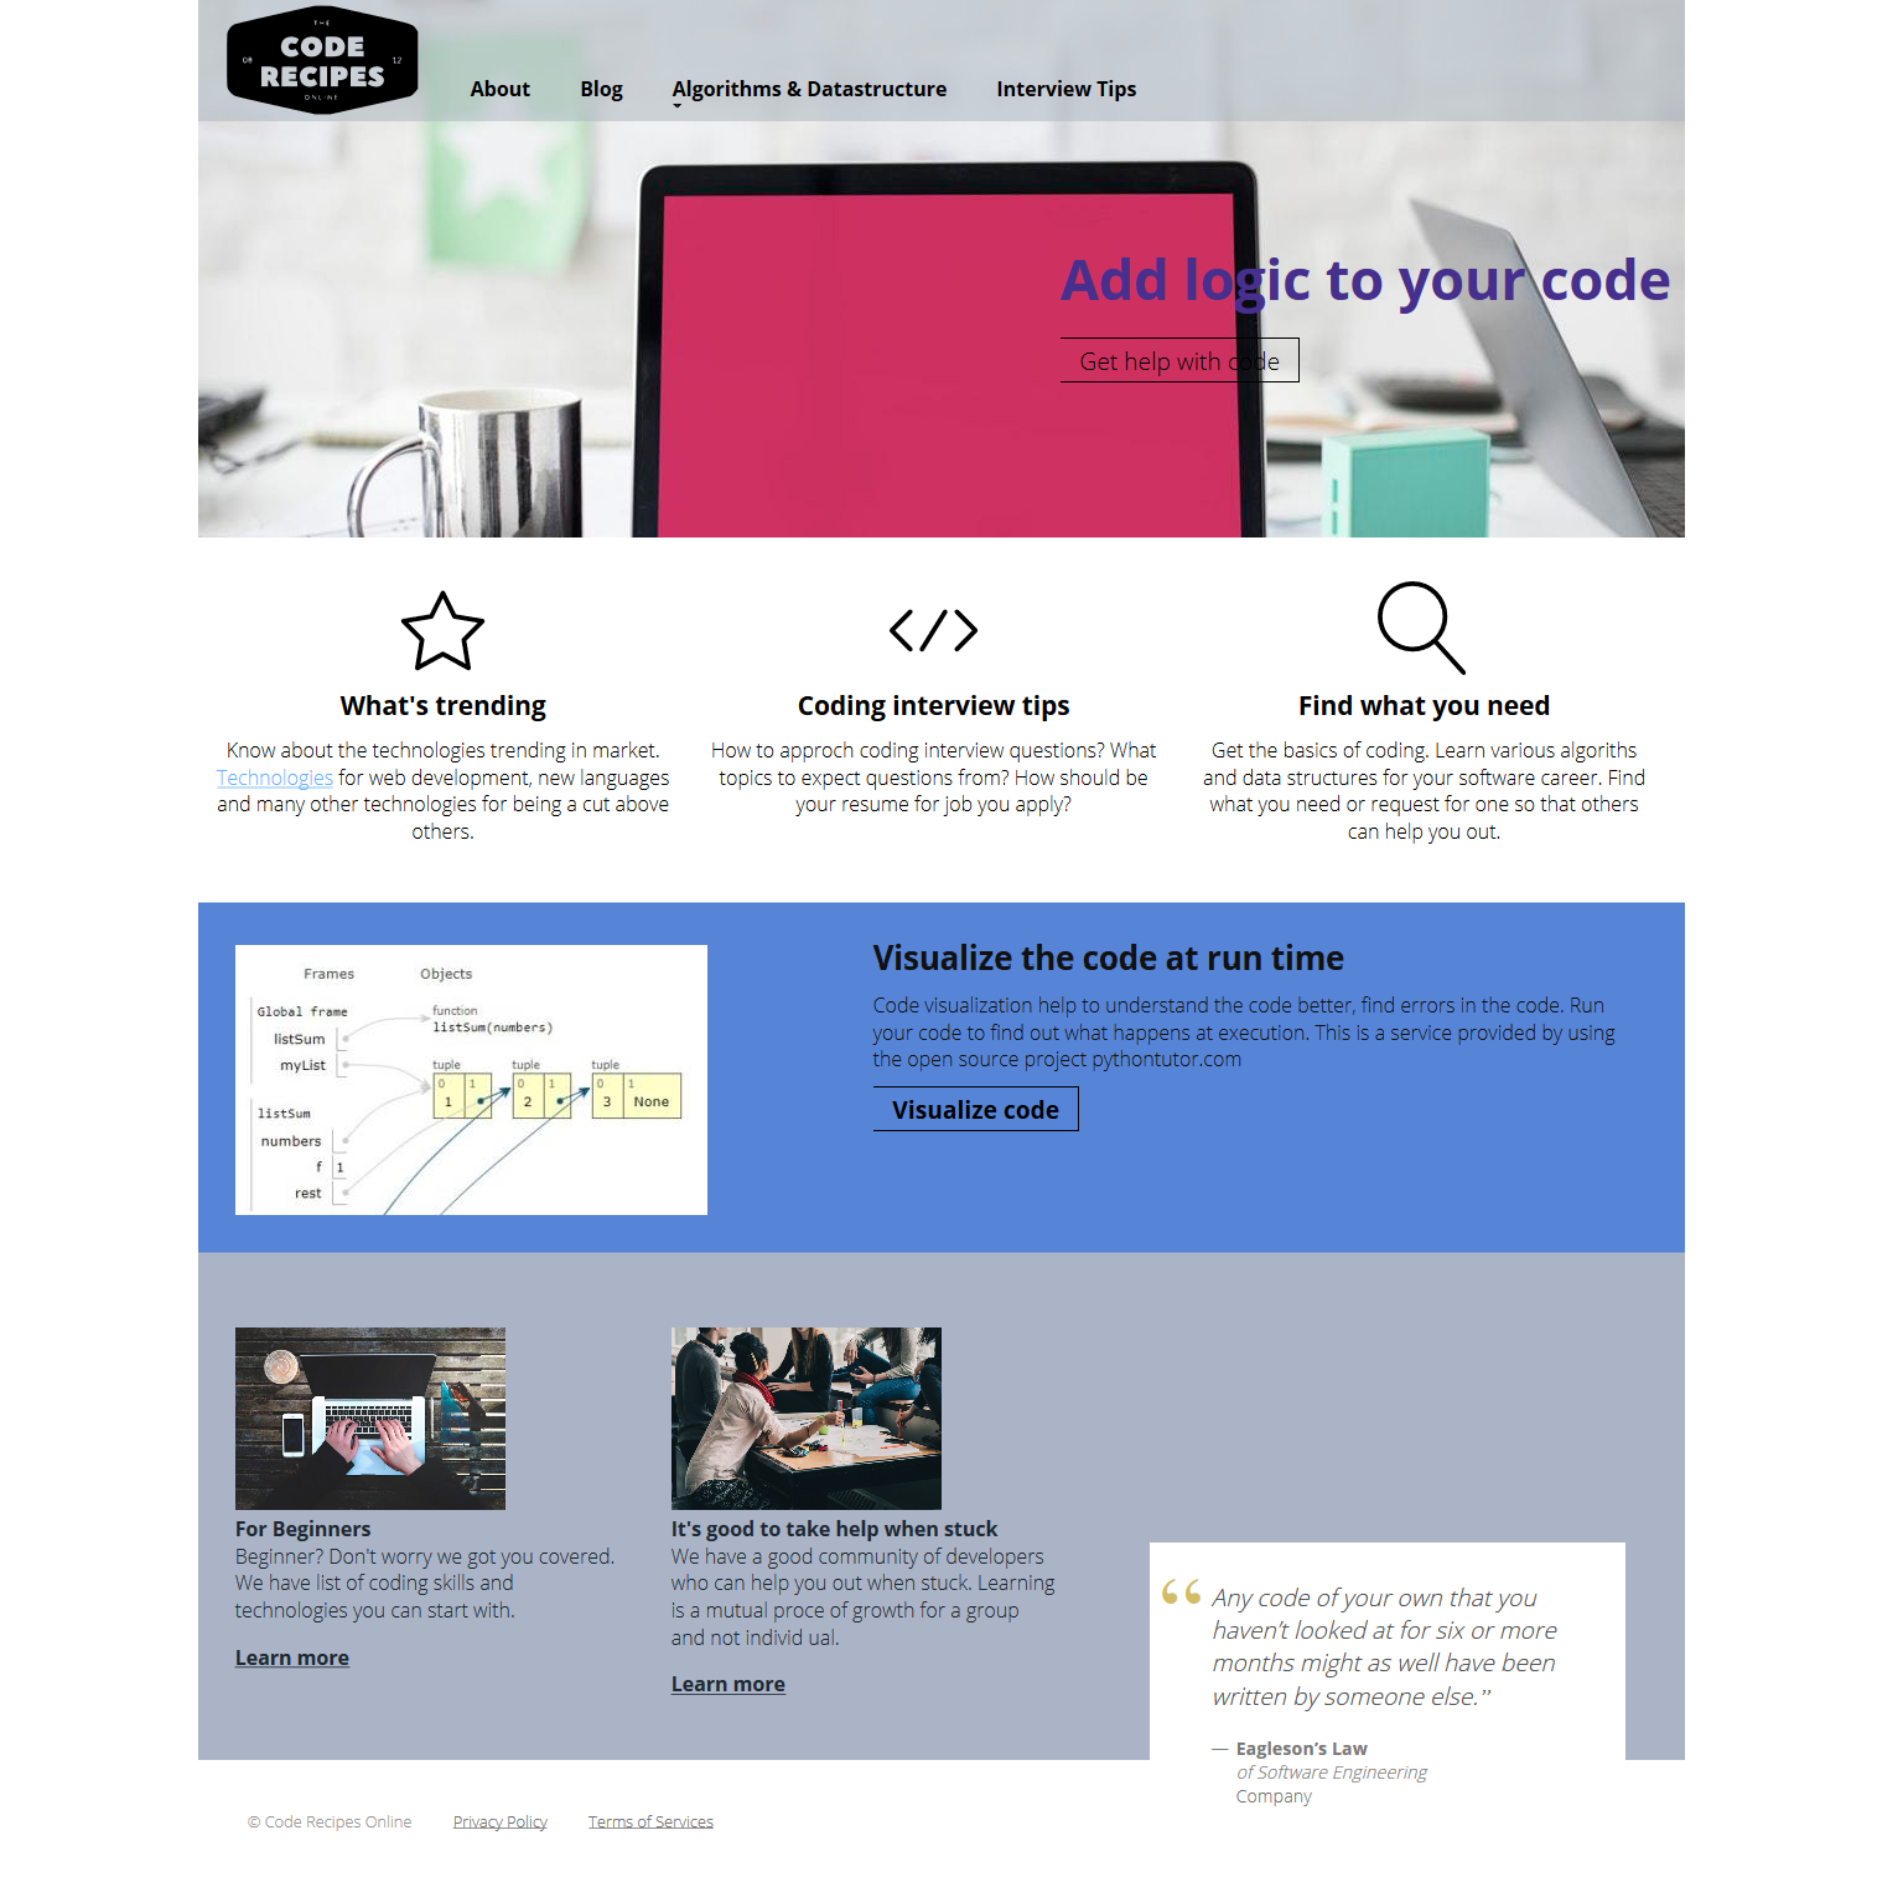 THE
CODE
RECIPES
08
12
ONLINE
About
Blog
Algorithms & Datastructure
Interview Tips
Add logic to your code
Get help with code
What's trending
Know about the technologies trending in market.
Technologies for web development, new languages
and many other technologies for being a cut above
others.
Coding interview tips
How to approch coding interview questions? What
topics to expect questions from? How should be
your resume for job you apply?
Find what you need
Get the basics of coding. Learn various algoriths
and data structures for your software career. Find
what you need or request for one so that others
can help you out.
Frames
Objects
Global frame
listSum
myList
function
listSum(numbers)
tuple
0 1
1
tuple
0 1
2
tuple
0 1
3 None
listSum
numbers
f 1
rest
Visualize the code at run time
Code visualization help to understand the code better, find errors in the code. Run
your code to find out what happens at execution. This is a service provided by using
the open source project pythontutor.com
Visualize code
For Beginners
Beginner? Don't worry we got you covered.
We have list of coding skills and
technologies you can start with.
Learn more
It's good to take help when stuck
We have a good community of developers
who can help you out when stuck. Learning
is a mutual proce of growth for a group
and not individ ual.
Learn more
“ Any code of your own that you
haven’t looked at for six or more
months might as well have been
written by someone else.”
— Eagleson’s Law
of Software Engineering
Company
© Code Recipes Online
Privacy Policy
Terms of Services